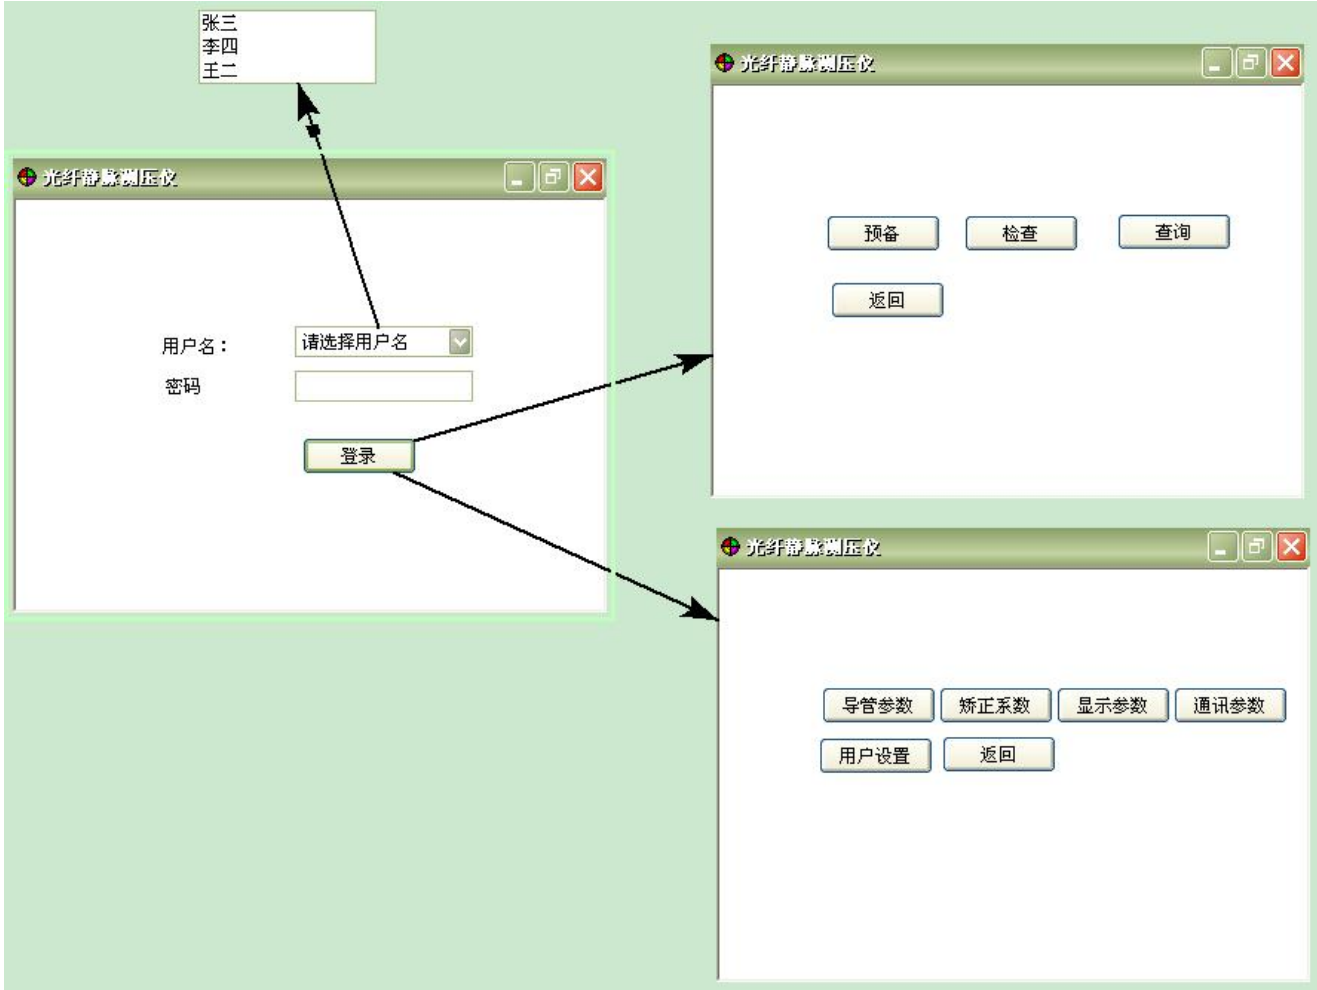 张三
李四
王二
光纤静脉测压仪
用户名：
请选择用户名
密码
登录
光纤静脉测压仪
预备
检查
查询
返回
光纤静脉测压仪
导管参数
矫正系数
显示参数
通讯参数
用户设置
返回